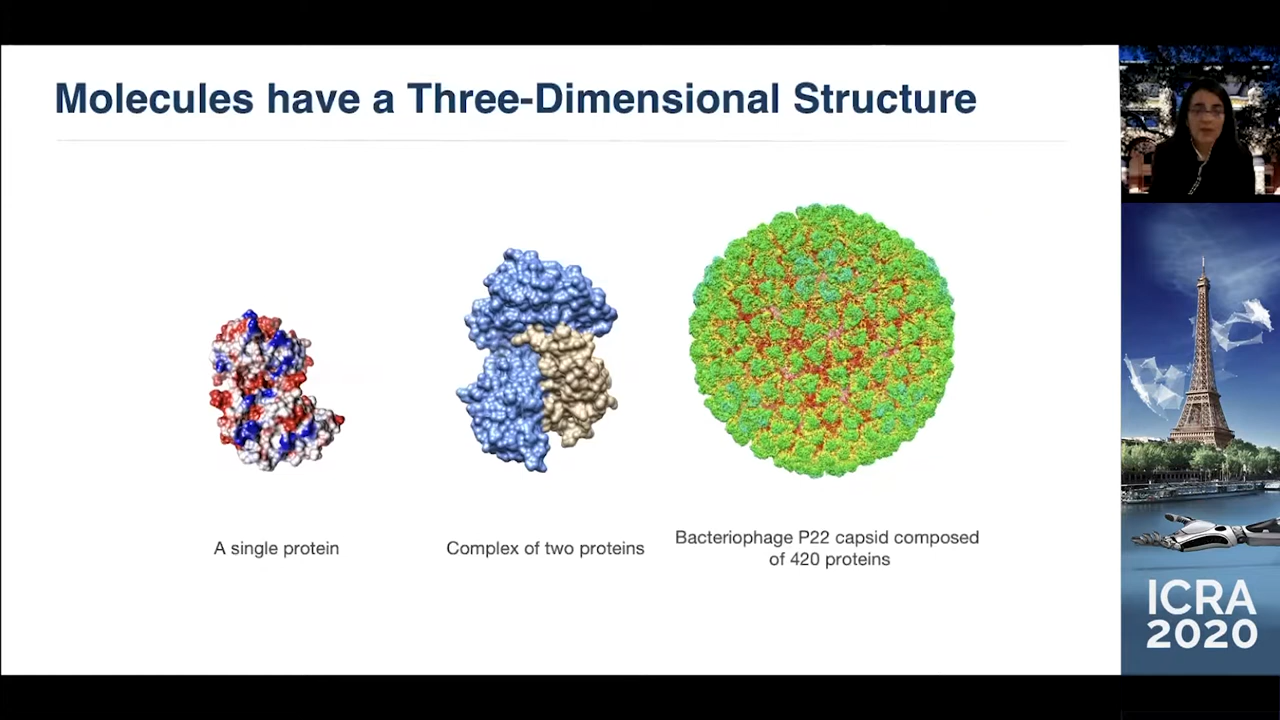 Molecules have a Three-Dimensional Structure
A single protein
Complex of two proteins
Bacteriophage P22 capsid composed
of 420 proteins
ICRA
2020